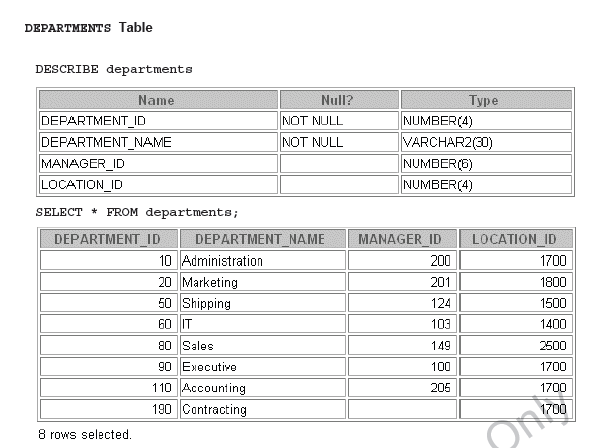 DEPARTMENTS Table
DESCRIBE departments
Name Null? Type
DEPARTMENT_ID NOT NULL NUMBER(4)
DEPARTMENT_NAME NOT NULL VARCHAR2(30)
MANAGER_ID NUMBER(6)
LOCATION_ID NUMBER(4)
SELECT * FROM departments;
DEPARTMENT_ID DEPARTMENT_NAME MANAGER_ID LOCATION_ID
10 Administration 200 1700
20 Marketing 201 1800
50 Shipping 124 1500
60 IT 103 1400
80 Sales 149 2500
90 Executive 100 1700
110 Accounting 205 1700
190 Contracting 1700
8 rows selected.
Only